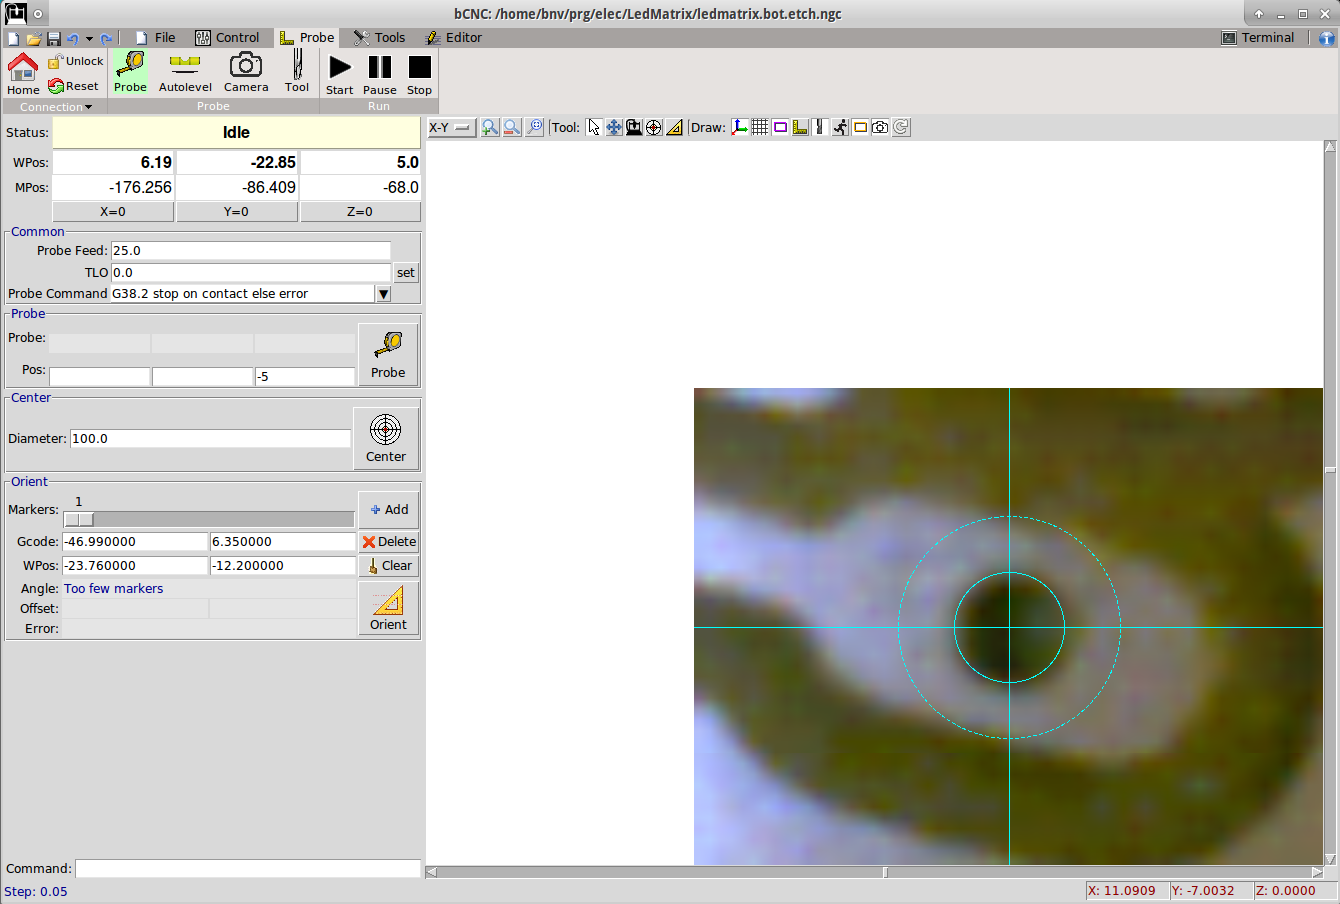 bCNC: /home/bnv/prg/elec/LedMatrix/ledmatrix.bot.etch.ngc
File Control Probe Tools Editor Terminal
Home Unlock Reset Probe Autolevel Camera Tool Start Pause Stop
Connection Probe Run
Status: Idle
WPos: 6.19 -22.85 5.0
MPos: -176.256 -86.409 -68.0
X=0 Y=0 Z=0
X-Y Tool: Draw:
Common
Probe Feed: 25.0
TLO 0.0 set
Probe Command G38.2 stop on contact else error
Probe
Probe:
Pos: -5 Probe
Center
Diameter: 100.0 Center
Orient
Markers: 1 Add
Gcode: -46.990000 6.350000 Delete
WPos: -23.760000 -12.200000 Clear
Angle: Too few markers
Offset:
Error: Orient
Command:
Step: 0.05 X: 11.0909 Y: -7.0032 Z: 0.0000